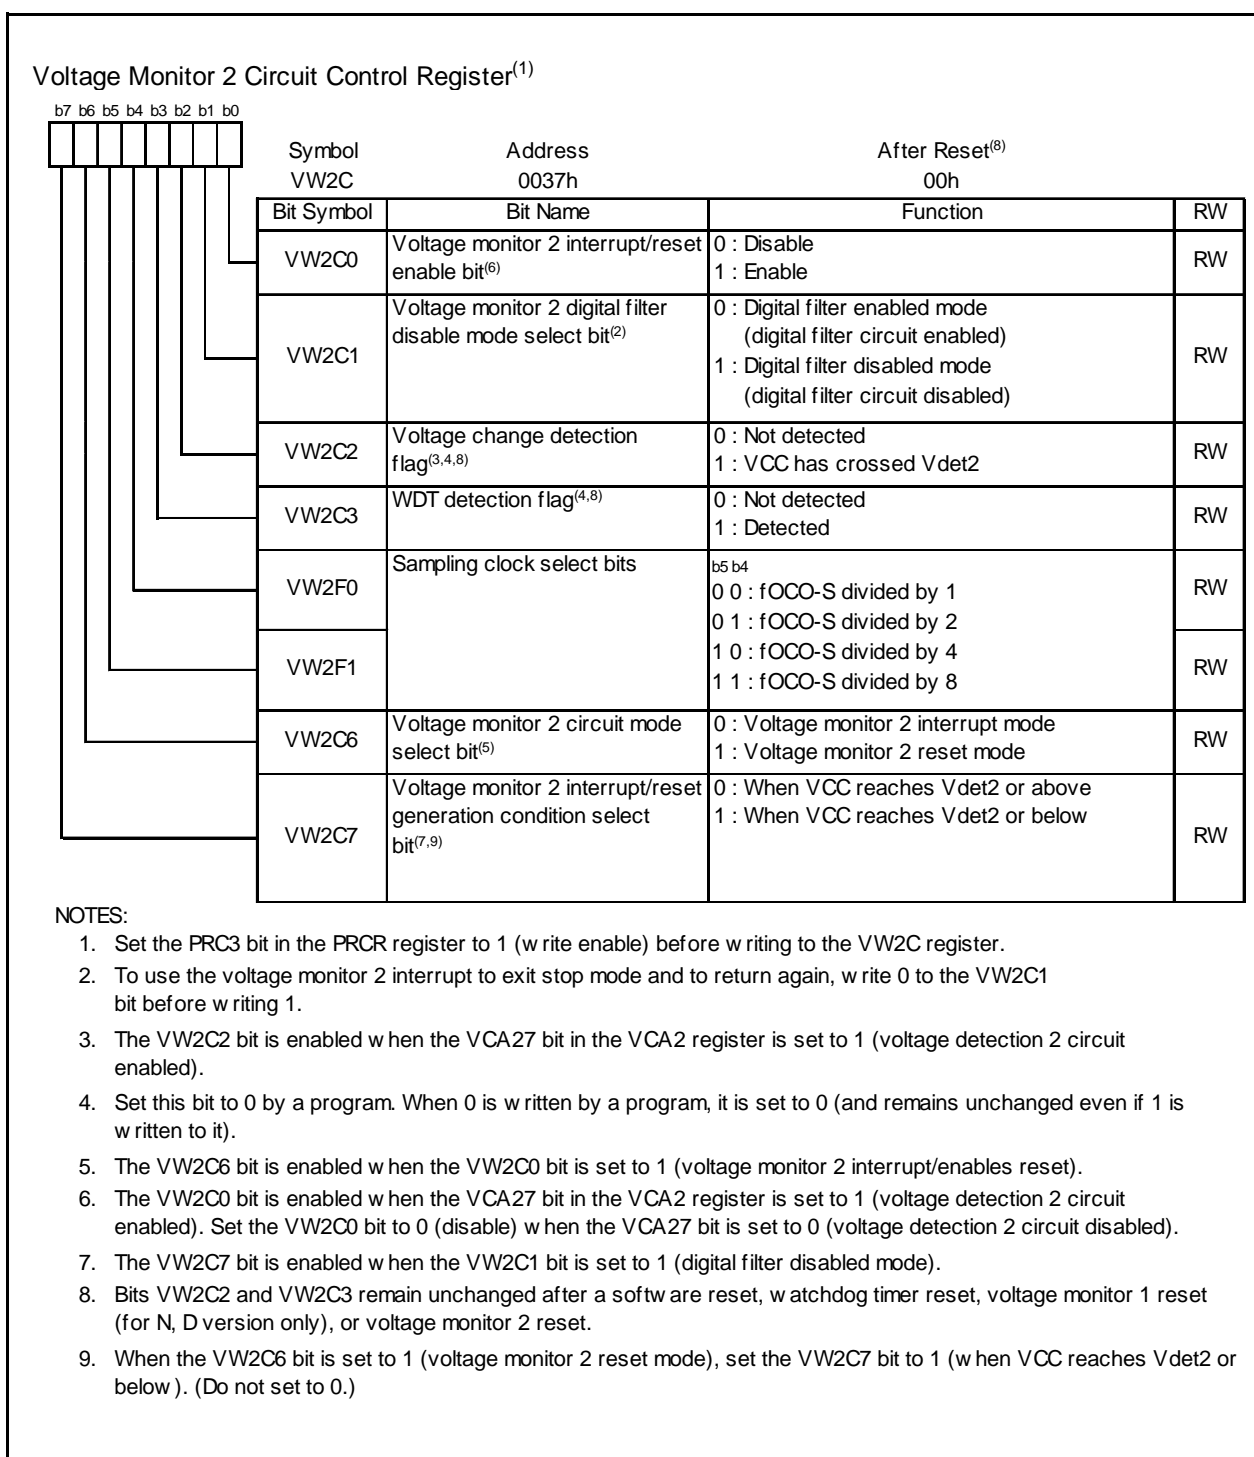 Voltage Monitor 2 Circuit Control Register(1)
b7 b6 b5 b4 b3 b2 b1 b0
Symbol Address After Reset(8)
VW2C 0037h 00h
Bit Symbol Bit Name Function RW
VW2C0 Voltage monitor 2 interrupt/reset enable bit(6) 0 : Disable
1 : Enable RW
VW2C1 Voltage monitor 2 digital filter disable mode select bit(2) 0 : Digital filter enabled mode
(digital filter circuit enabled)
1 : Digital filter disabled mode
(digital filter circuit disabled) RW
VW2C2 Voltage change detection flag(3,4,8) 0 : Not detected
1 : VCC has crossed Vdet2 RW
VW2C3 WDT detection flag(4,8) 0 : Not detected
1 : Detected RW
VW2F0 Sampling clock select bits b5 b4
0 0 : fOCO-S divided by 1
0 1 : fOCO-S divided by 2 RW
VW2F1 1 0 : fOCO-S divided by 4
1 1 : fOCO-S divided by 8 RW
VW2C6 Voltage monitor 2 circuit mode select bit(5) 0 : Voltage monitor 2 interrupt mode
1 : Voltage monitor 2 reset mode RW
VW2C7 Voltage monitor 2 interrupt/reset generation condition select bit(7,9) 0 : When VCC reaches Vdet2 or above
1 : When VCC reaches Vdet2 or below RW
NOTES:
1. Set the PRC3 bit in the PRCR register to 1 (write enable) before writing to the VW2C register.
2. To use the voltage monitor 2 interrupt to exit stop mode and to return again, write 0 to the VW2C1
bit before writing 1.
3. The VW2C2 bit is enabled when the VCA27 bit in the VCA2 register is set to 1 (voltage detection 2 circuit
enabled).
4. Set this bit to 0 by a program. When 0 is written by a program, it is set to 0 (and remains unchanged even if 1 is
written to it).
5. The VW2C6 bit is enabled when the VW2C0 bit is set to 1 (voltage monitor 2 interrupt/enables reset).
6. The VW2C0 bit is enabled when the VCA27 bit in the VCA2 register is set to 1 (voltage detection 2 circuit
enabled). Set the VW2C0 bit to 0 (disable) when the VCA27 bit is set to 0 (voltage detection 2 circuit disabled).
7. The VW2C7 bit is enabled when the VW2C1 bit is set to 1 (digital filter disabled mode).
8. Bits VW2C2 and VW2C3 remain unchanged after a software reset, watchdog timer reset, voltage monitor 1 reset
(for N, D version only), or voltage monitor 2 reset.
9. When the VW2C6 bit is set to 1 (voltage monitor 2 reset mode), set the VW2C7 bit to 1 (when VCC reaches Vdet2 or
below). (Do not set to 0.)